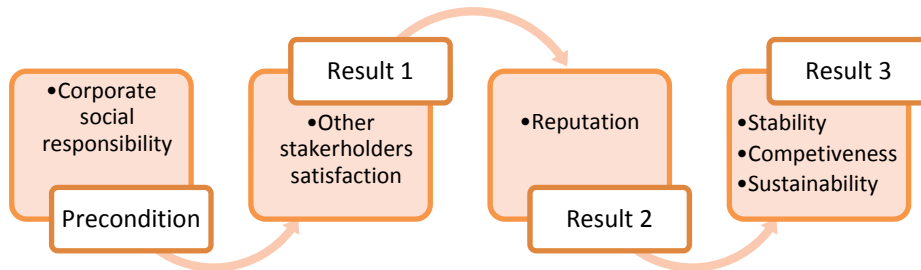 •Corporate
social
responsibility
Precondition
Result 1
•Other
stakerholders
satisfaction
•Reputation
Result 2
Result 3
•Stability
•Competiveness
•Sustainability